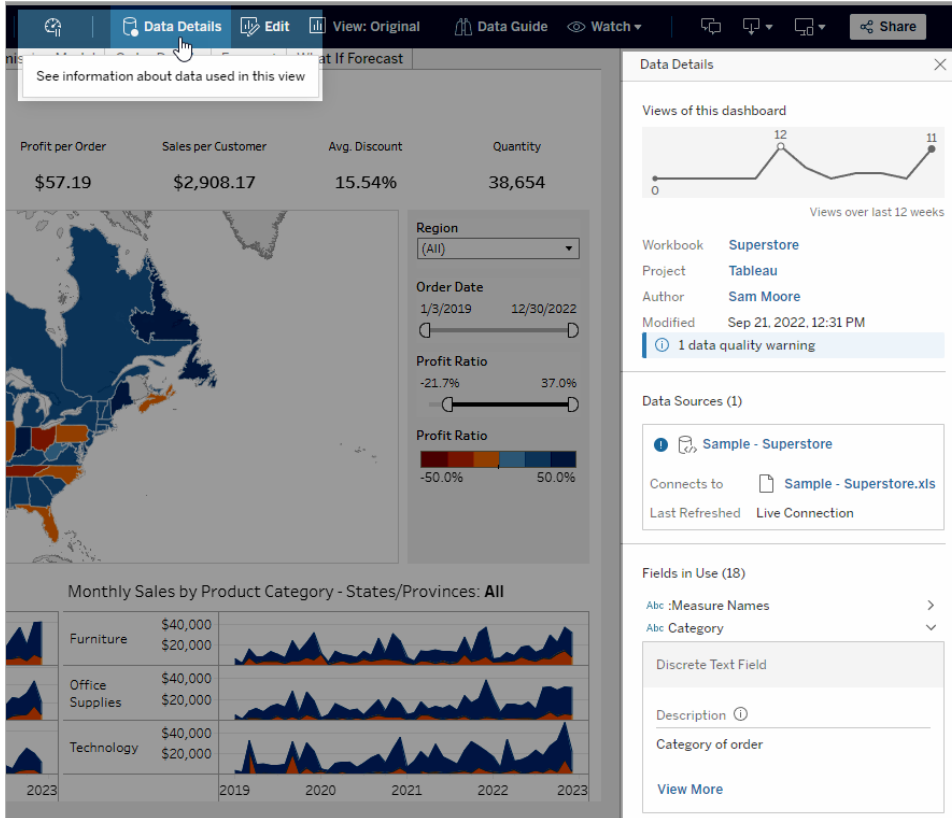 Data Details
Edit
View: Original
Data Guide
Watch
Share
What If Forecast
See information about data used in this view
Profit per Order
Sales per Customer
Avg. Discount
Quantity
$57.19
$2,908.17
15.54%
38,654
Region
(All)
Order Date
1/3/2019
12/30/2022
Profit Ratio
-21.7%
37.0%
Profit Ratio
-50.0%
50.0%
Monthly Sales by Product Category - States/Provinces: All
Furniture
$40,000
$20,000
Office
Supplies
$40,000
$20,000
Technology
$40,000
$20,000
2023
2019
2020
2021
2022
2023
Data Details
Views of this dashboard
12
11
0
Views over last 12 weeks
Workbook Superstore
Project Tableau
Author Sam Moore
Modified Sep 21, 2022, 12:31 PM
1 data quality warning
Data Sources (1)
Sample - Superstore
Connects to Sample - Superstore.xls
Last Refreshed Live Connection
Fields in Use (18)
Abc :Measure Names
Abc Category
Discrete Text Field
Description
Category of order
View More